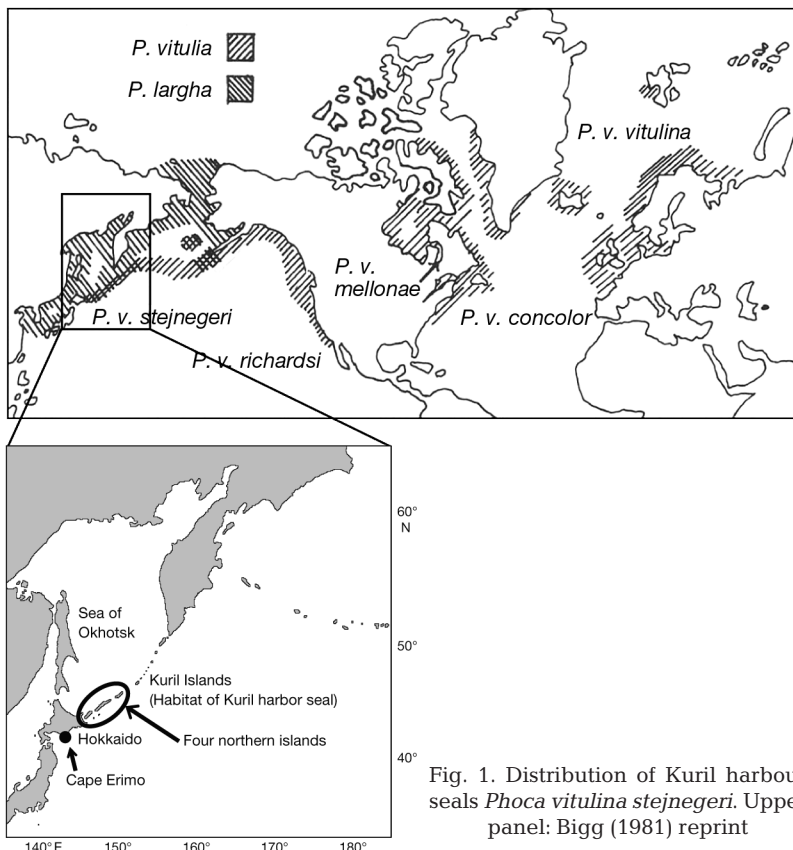 P. vitulia
P. largha
P. v. vitulina
P. v.
mellonae
P. v. stejnegeri
P. v. concolor
P. v. richardsi
60°
N
Sea of
Okhotsk
50°
Kuril Islands
(Habitat of Kuril harbor seal)
Hokkaido
Four northern islands
40°
Cape Erimo
140°E
150°
160°
170°
180°
Fig. 1. Distribution of Kuril harbou
seals Phoca vitulina stejnegeri. Uppe
panel: Bigg (1981) reprint